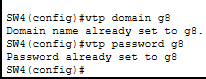 SW4(config)#vtp domain g8
Domain name already set to g8.
SW4(config)#vtp password g8
Password already set to g8
SW4(config)#